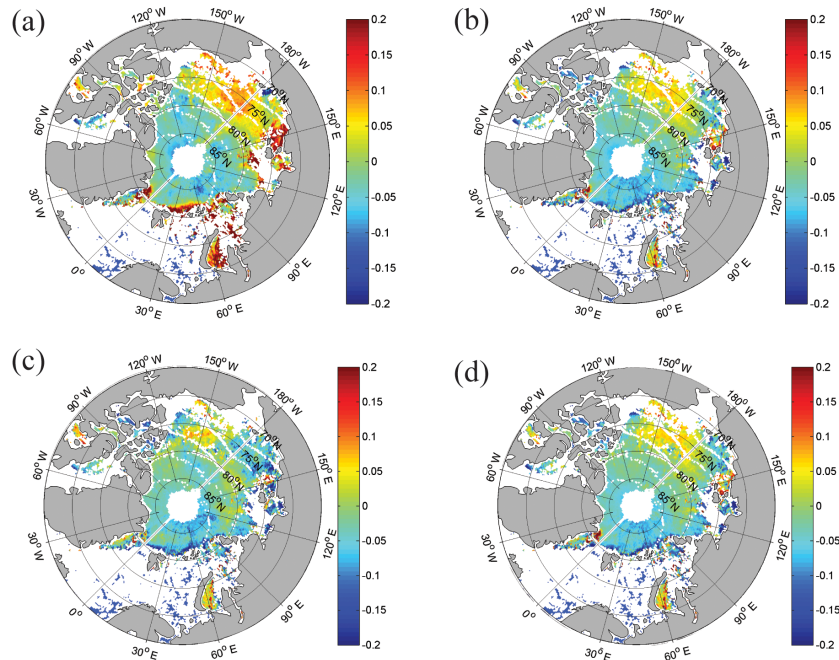 (a)
120° W
150° W
90° W
180° W
60° W
70°N
75°N
80°N
85°N
150° E
30° W
120° E
0°
90° E
30° E
60° E
0.2
0.15
0.1
0.05
0
-0.05
-0.1
-0.15
-0.2
(b)
120° W
150° W
90° W
180° W
60° W
70°N
75°N
80°N
85°N
150° E
30° W
120° E
0°
90° E
30° E
60° E
0.2
0.15
0.1
0.05
0
-0.05
-0.1
-0.15
-0.2
(c)
120° W
150° W
90° W
180° W
60° W
70°N
75°N
80°N
85°N
150° E
30° W
120° E
0°
90° E
30° E
60° E
0.2
0.15
0.1
0.05
0
-0.05
-0.1
-0.15
-0.2
(d)
120° W
150° W
90° W
180° W
60° W
70°N
75°N
80°N
85°N
150° E
30° W
120° E
0°
90° E
30° E
60° E
0.2
0.15
0.1
0.05
0
-0.05
-0.1
-0.15
-0.2